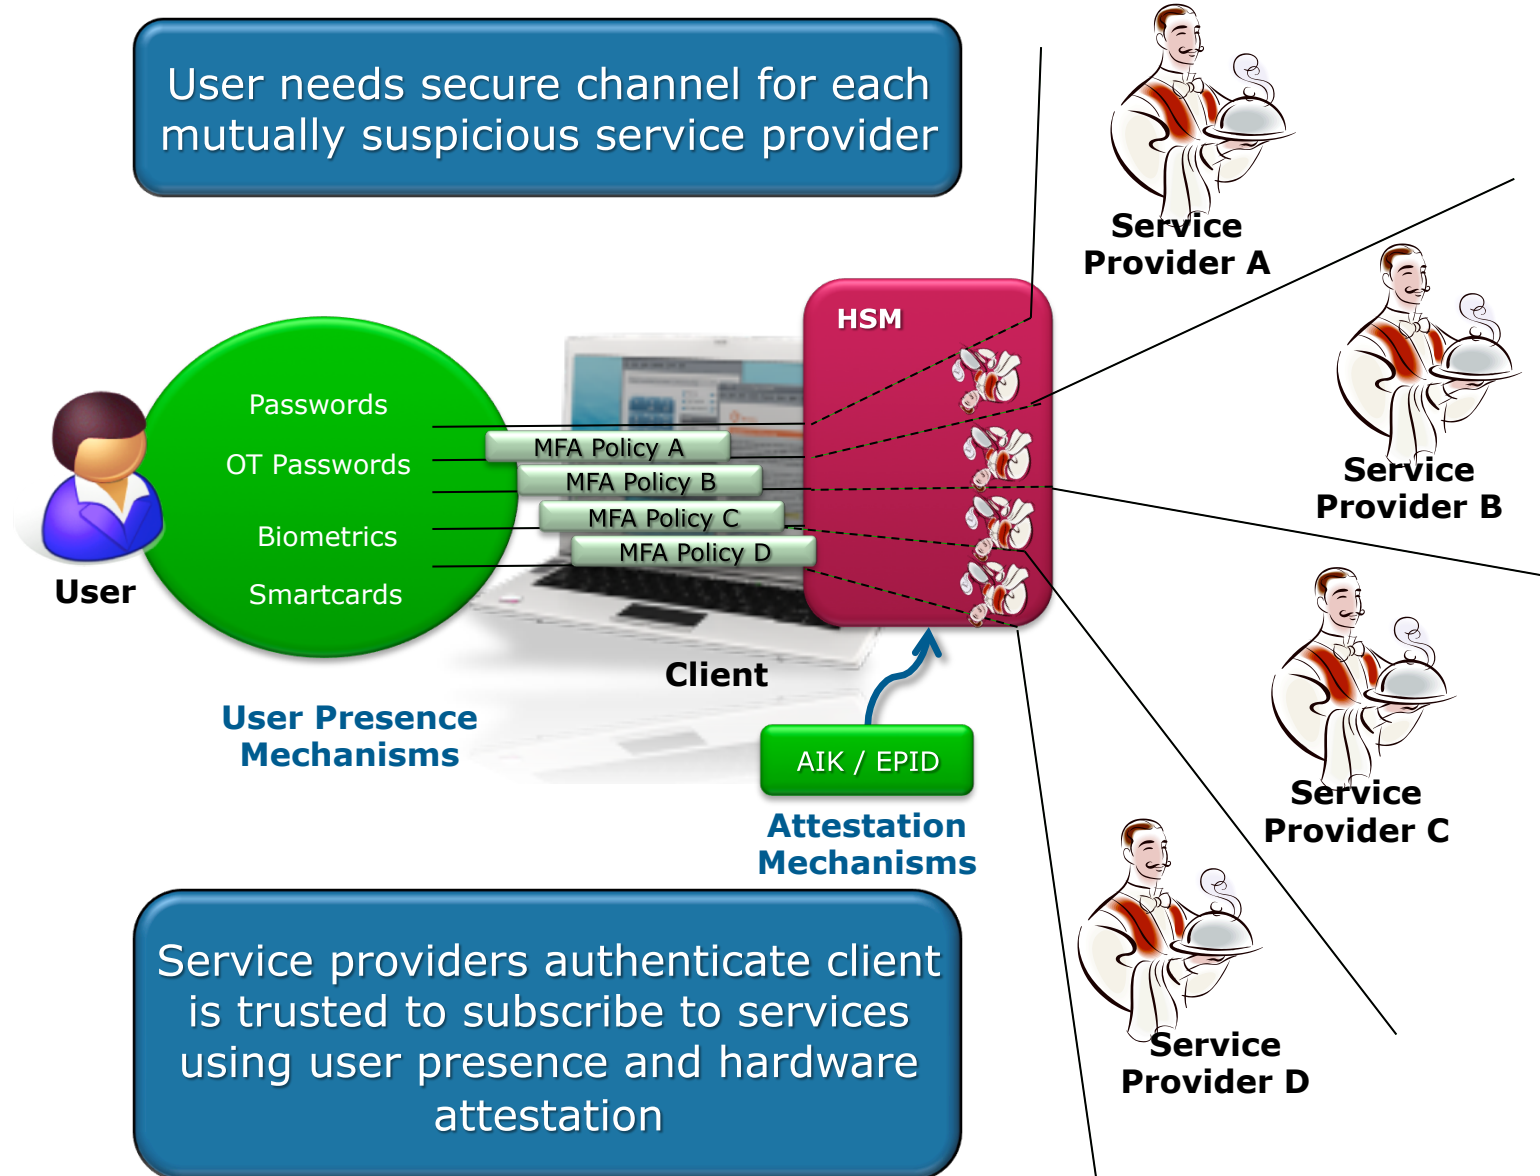 User needs secure channel for each
mutually suspicious service provider
Service
Provider A
HSM
Passwords
MFA Policy A
OT Passwords
MFA Policy B
Service
Provider B
MFA Policy C
Biometrics
MFA Policy D
User
Smartcards
Client
User Presence
Mechanisms
AIK / EPID
Attestation
Mechanisms
Service
Provider C
Service providers authenticate client
is trusted to subscribe to services
using user presence and hardware
attestation
Service
Provider D